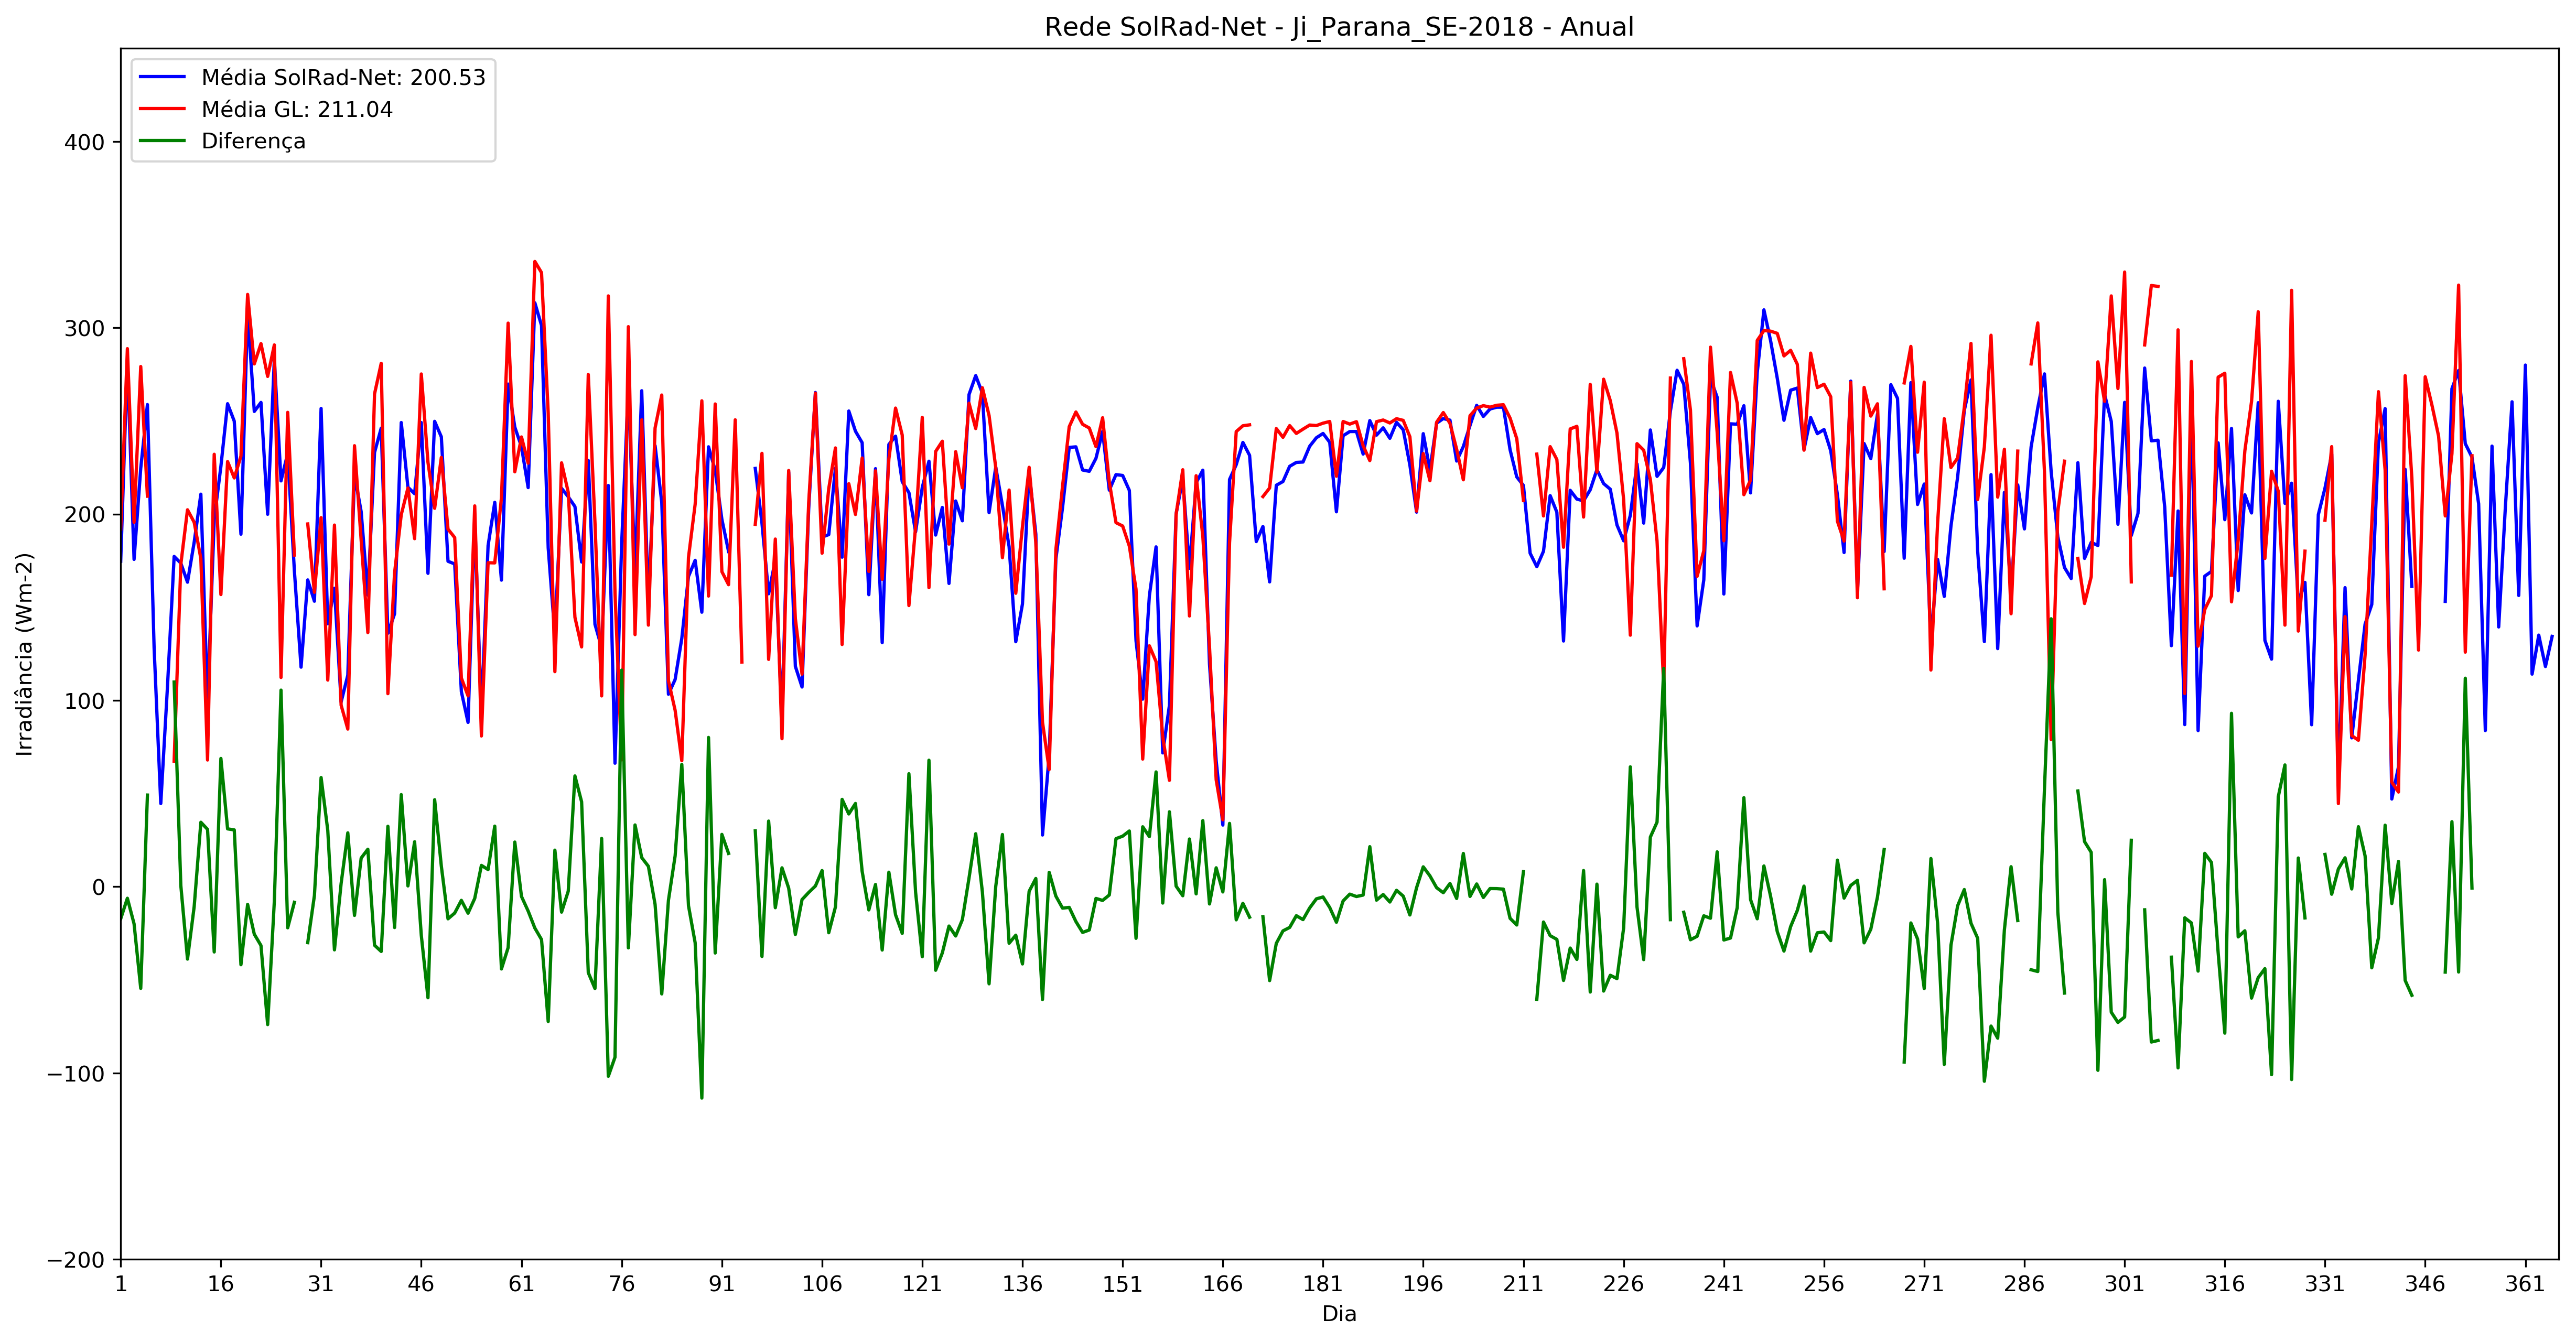 Rede SolRad-Net - Ji_Parana_SE-2018 - Anual
Média SolRad-Net: 200.53
Média GL: 211.04
Diferença
Irradiância (Wm-2)
400
300
200
100
0
−100
−200
1 16 31 46 61 76 91 106 121 136 151 166 181 196 211 226 241 256 271 286 301 316 331 346 361
Dia